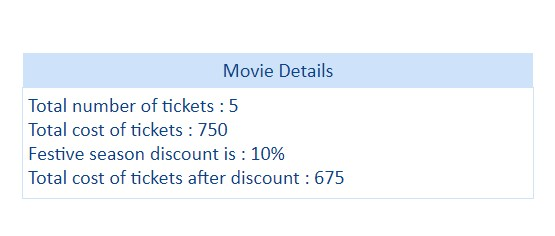 Movie Details
Total number of tickets : 5
Total cost of tickets : 750
Festive season discount is : 10%
Total cost of tickets after discount : 675